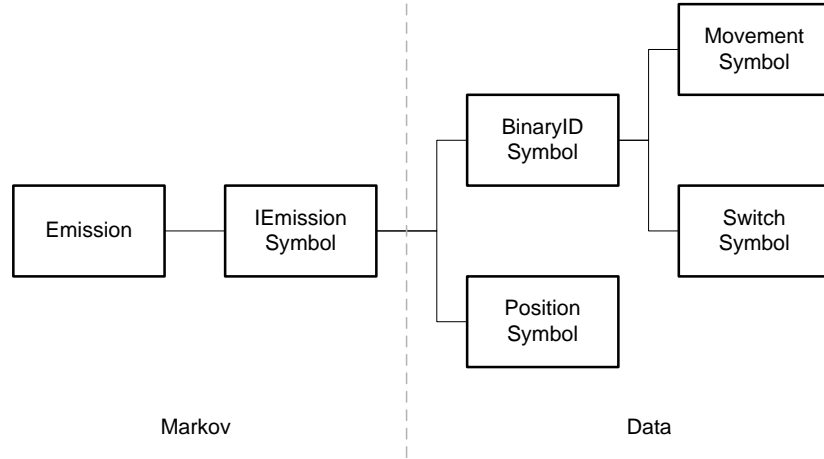 Movement
Symbol
BinaryID
Symbol
Emission
IEmission
Symbol
Switch
Symbol
Position
Symbol
Markov
Data